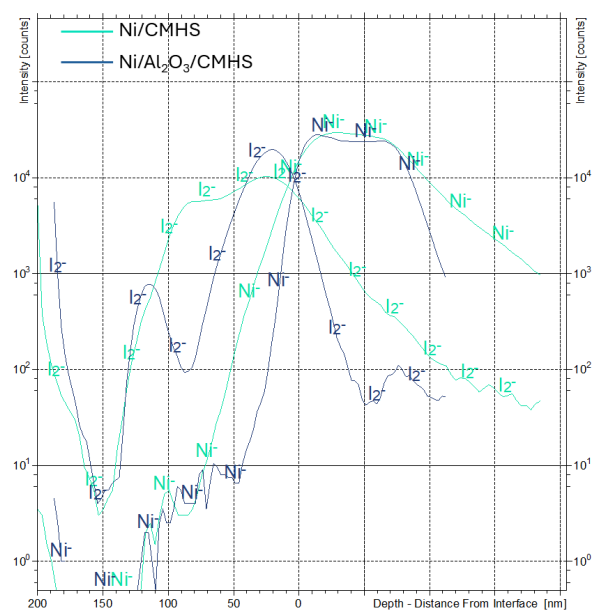 Intensity [counts]
Intensity [counts]
Ni/CMHS
Ni/Al₂O₃/CMHS
Ni-
Ni-
Ni-
Ni-
I₂-
I₂-
Ni-
Ni-
Ni-
I₂-
I₂-
I₂-
10⁴
10⁴
I₂-
I₂-
Ni-
I₂-
I₂-
Ni-
I₂-
I₂-
10³
10³
Ni-
Ni-
I₂-
I₂-
I₂-
I₂-
I₂-
I₂-
I₂-
10²
10²
I₂-
I₂-
I₂-
I₂-
I₂-
Ni-
10¹
10¹
Ni-
I₂-
Ni-
I₂-
Ni-
Ni-
Ni-
10⁰
10⁰
Ni-
Ni-
200
150
100
50
0
Depth - Distance From Interface [nm]